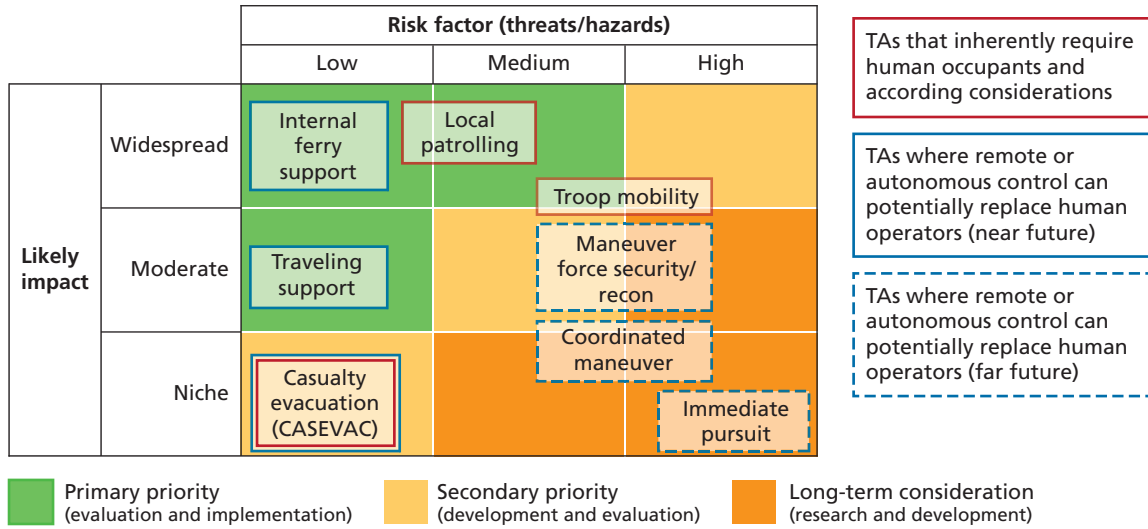 Risk factor (threats/hazards)
Low
Medium
High
Likely
impact
Widespread
Internal
ferry
support
Local
patrolling
Troop mobility
Moderate
Traveling
support
Maneuver
force security/
recon
Niche
Casualty
evacuation
(CASEVAC)
Coordinated
maneuver
Immediate
pursuit
TAs that inherently require
human occupants and
according considerations
TAs where remote or
autonomous control can
potentially replace human
operators (near future)
TAs where remote or
autonomous control can
potentially replace human
operators (far future)
Primary priority
(evaluation and implementation)
Secondary priority
(development and evaluation)
Long-term consideration
(research and development)